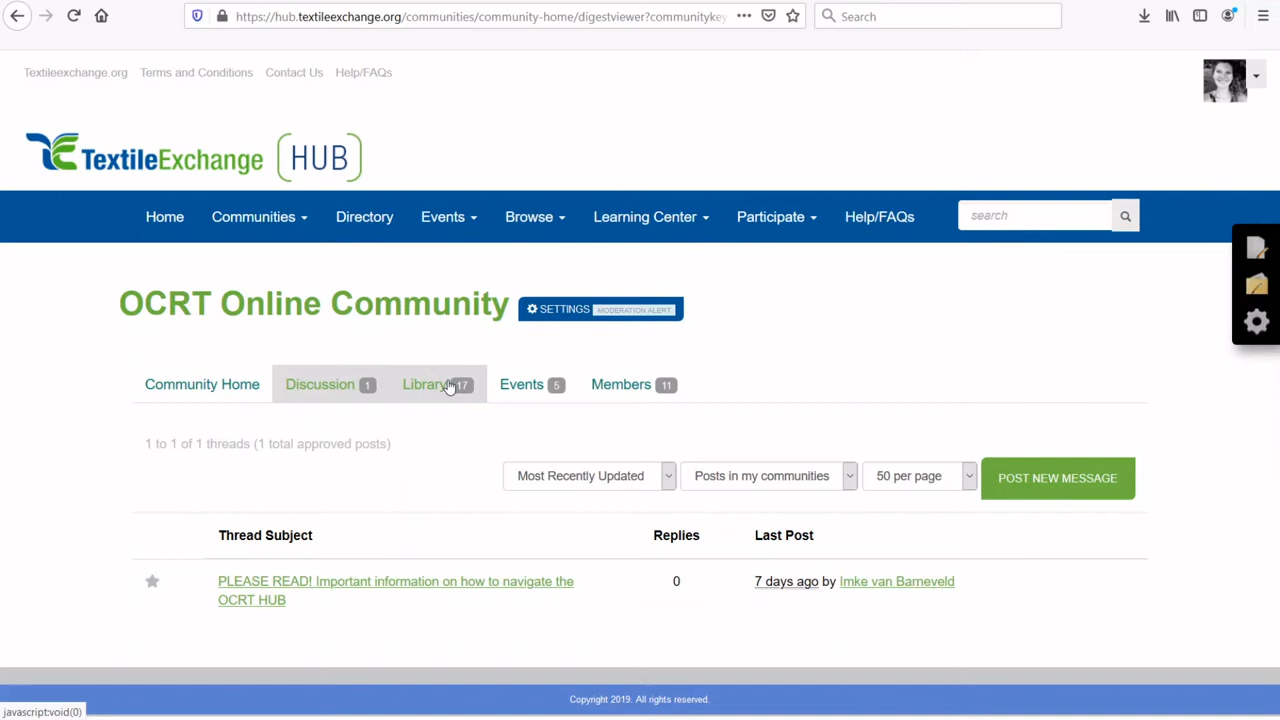 https://hub.textileexchange.org/communities/community-home/digestviewer?communitykey
Search
Textileexchange.org Terms and Conditions Contact Us Help/FAQs
TextileExchange HUB
Home Communities Directory Events Browse Learning Center Participate Help/FAQs search
OCRT Online Community SETTINGS MODERATION ALERT
Community Home Discussion 1 Library 17 Events 5 Members 11
1 to 1 of 1 threads (1 total approved posts)
Most Recently Updated Posts in my communities 50 per page POST NEW MESSAGE
Thread Subject Replies Last Post
PLEASE READ! Important information on how to navigate the 0 7 days ago by Imke van Barneveld
OCRT HUB
Copyright 2019. All rights reserved.
javascript:void(0)